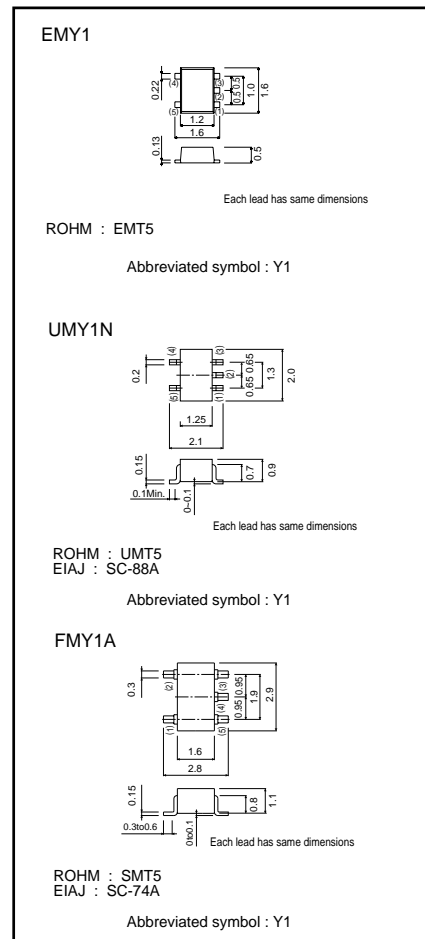 EMY1
0.22
(4)
(3)
(2)
(5)
(1)
0.5 0.5
1.0
1.6
1.2
1.6
0.13
0.5
Each lead has same dimensions
ROHM : EMT5
Abbreviated symbol : Y1
UMY1N
0.2
(4)
(3)
(2)
(5)
(1)
0.65 0.65
1.3
2.0
1.25
2.1
0.15
0.1Min.
0~0.1
0.7
0.9
Each lead has same dimensions
ROHM : UMT5
EIAJ : SC-88A
Abbreviated symbol : Y1
FMY1A
0.3
(2)
(3)
(4)
(1)
(5)
0.95 0.95
1.9
2.9
1.6
2.8
0.15
0.3to0.6
0to0.1
0.8
1.1
Each lead has same dimensions
ROHM : SMT5
EIAJ : SC-74A
Abbreviated symbol : Y1